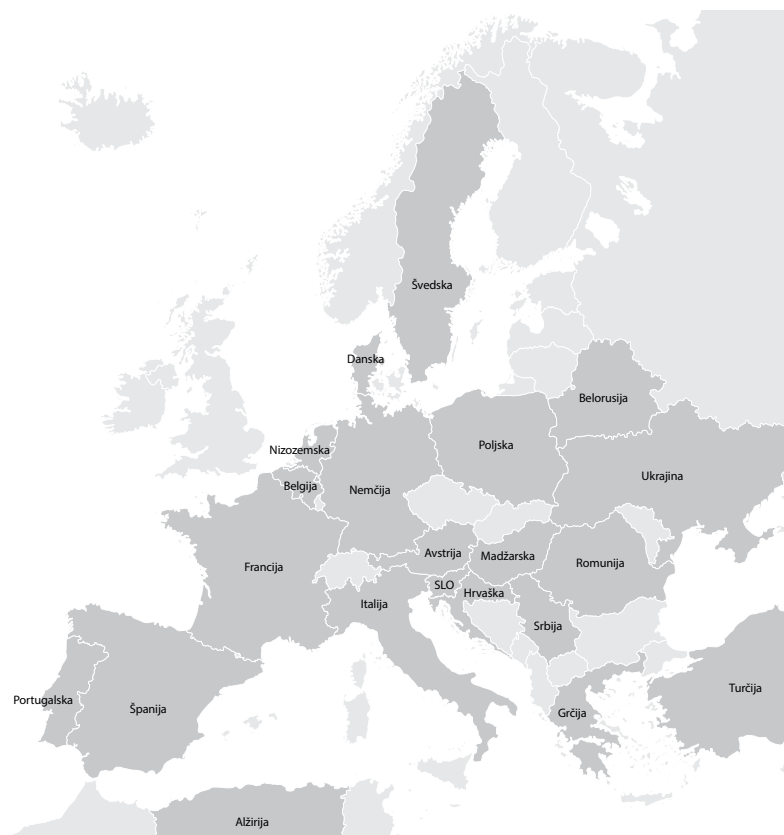 Švedska
Danska
Belorusija
Poljska
Nizozemska
Ukrajina
Belgija
Nemčija
Avstrija
Madžarska
Romunija
Francija
SLO
Hrvaška
Italija
Srbija
Turčija
Portugalska
Španija
Grčija
Alžirija